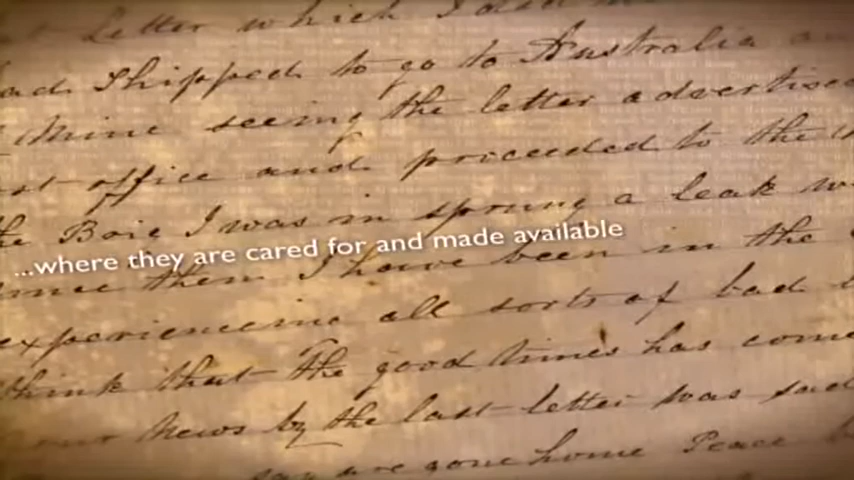 Letter which I
had Shipped to go to Australia
Mine seeing the letter advertised
office and proceeded to the
the Boie I was in sprung a leak
...where they are cared for and made available
since then I have been in the
experiencing all sorts of bad
think that the good times has come
your News by the last letter was sad
say are gone home Peace